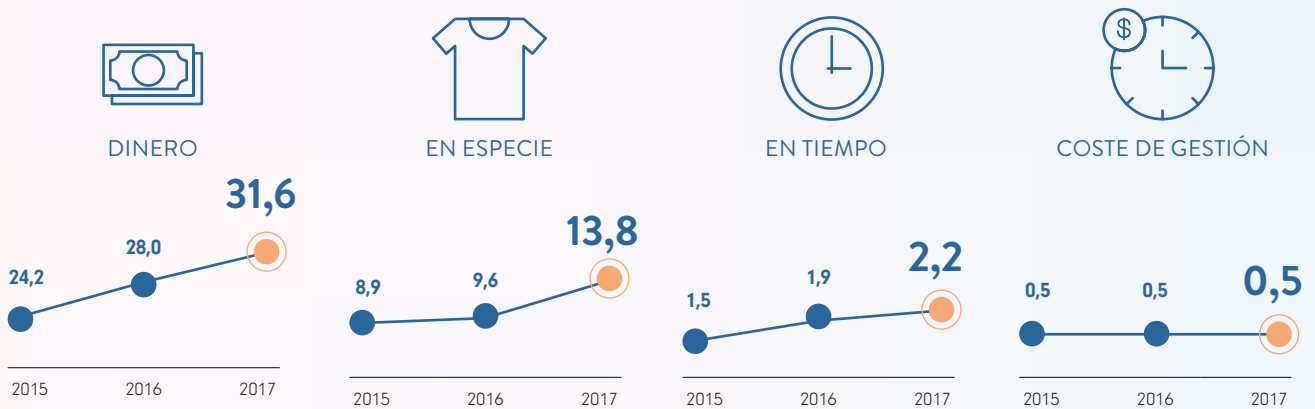 $
DINERO
31,6
28,0
24,2
2015 2016 2017
EN ESPECIE
13,8
9,6
8,9
2015 2016 2017
EN TIEMPO
2,2
1,9
1,5
2015 2016 2017
COSTE DE GESTIÓN
0,5 0,5 0,5
2015 2016 2017